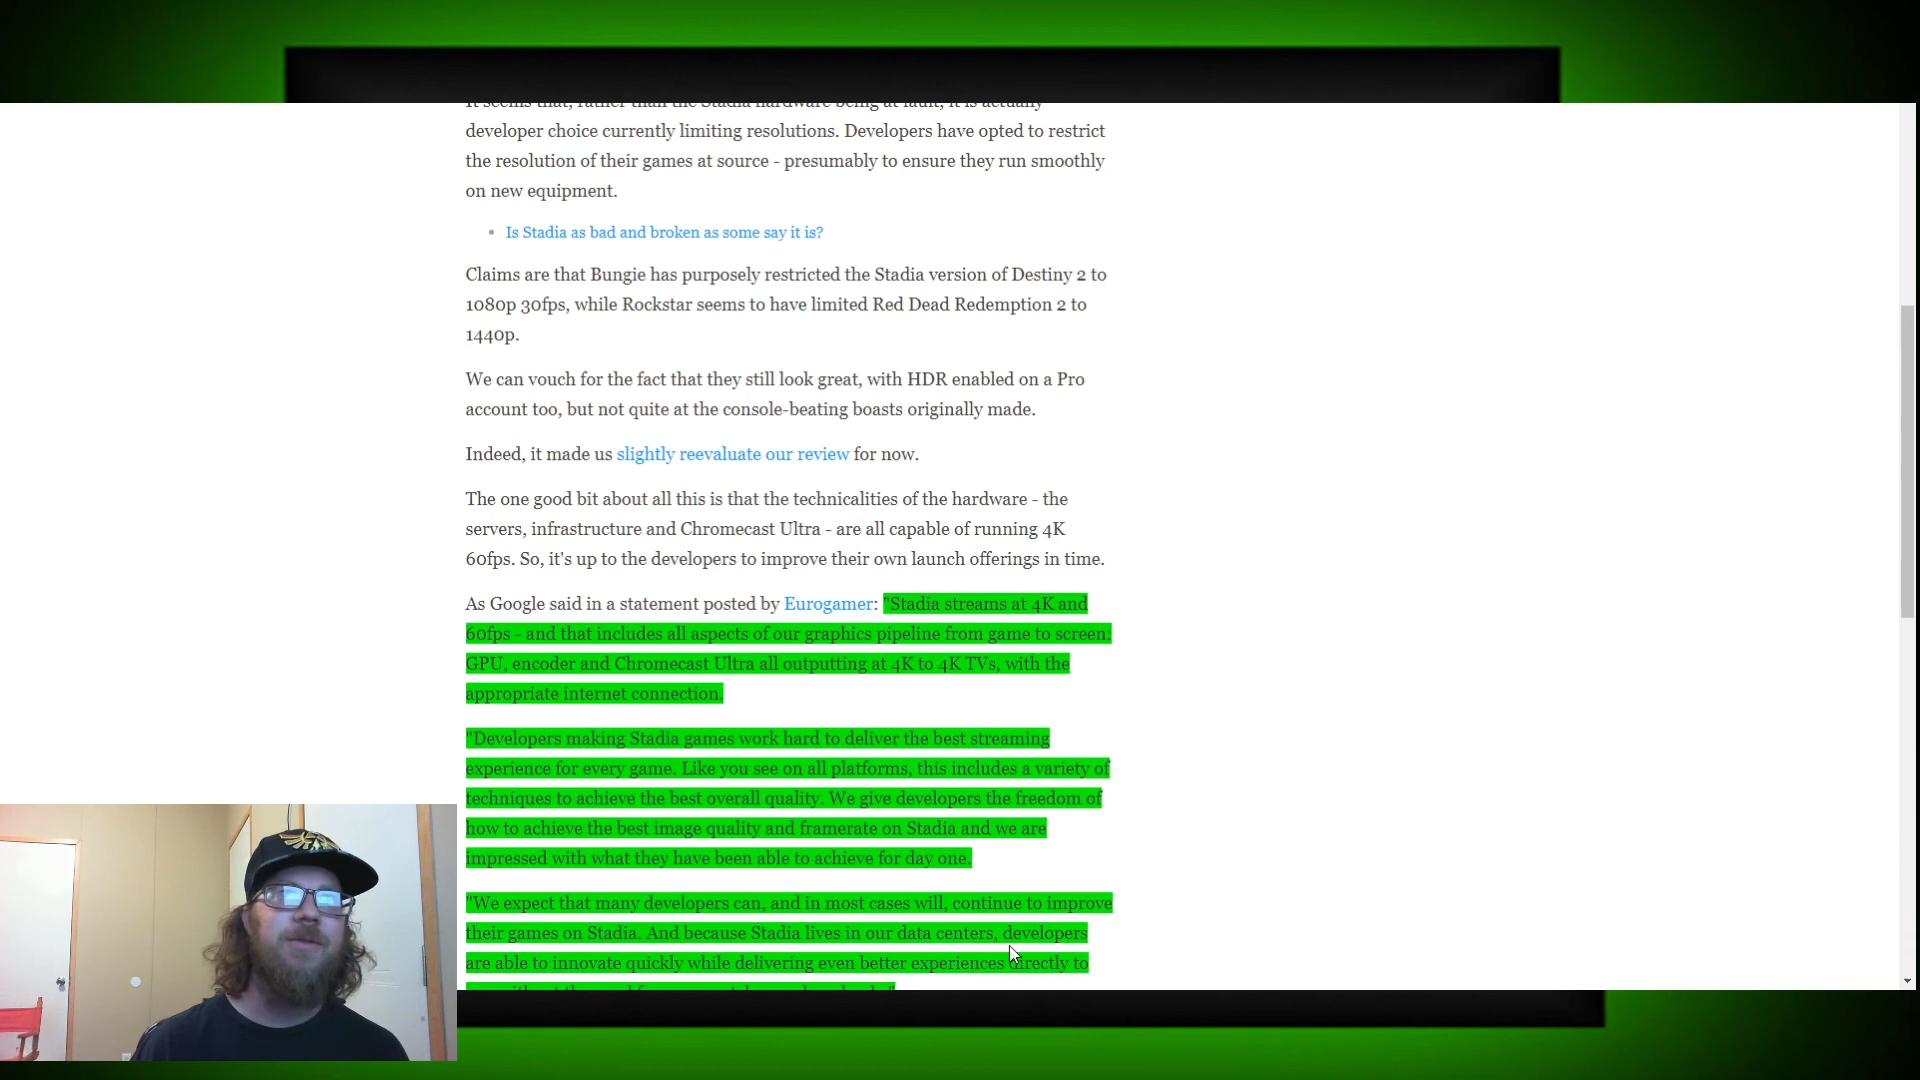 It seems that, rather than the Stadia hardware being at fault, it is actually
developer choice currently limiting resolutions. Developers have opted to restrict
the resolution of their games at source - presumably to ensure they run smoothly
on new equipment.
• Is Stadia as bad and broken as some say it is?
Claims are that Bungie has purposely restricted the Stadia version of Destiny 2 to
1080p 30fps, while Rockstar seems to have limited Red Dead Redemption 2 to
1440p.
We can vouch for the fact that they still look great, with HDR enabled on a Pro
account too, but not quite at the console-beating boasts originally made.
Indeed, it made us slightly reevaluate our review for now.
The one good bit about all this is that the technicalities of the hardware - the
servers, infrastructure and Chromecast Ultra - are all capable of running 4K
60fps. So, it's up to the developers to improve their own launch offerings in time.
As Google said in a statement posted by Eurogamer: "Stadia streams at 4K and
60fps - and that includes all aspects of our graphics pipeline from game to screen:
GPU, encoder and Chromecast Ultra all outputting at 4K to 4K TVs, with the
appropriate internet connection.
"Developers making Stadia games work hard to deliver the best streaming
experience for every game. Like you see on all platforms, this includes a variety of
techniques to achieve the best overall quality. We give developers the freedom of
how to achieve the best image quality and framerate on Stadia and we are
impressed with what they have been able to achieve for day one.
"We expect that many developers can, and in most cases will, continue to improve
their games on Stadia. And because Stadia lives in our data centers, developers
are able to innovate quickly while delivering even better experiences directly to